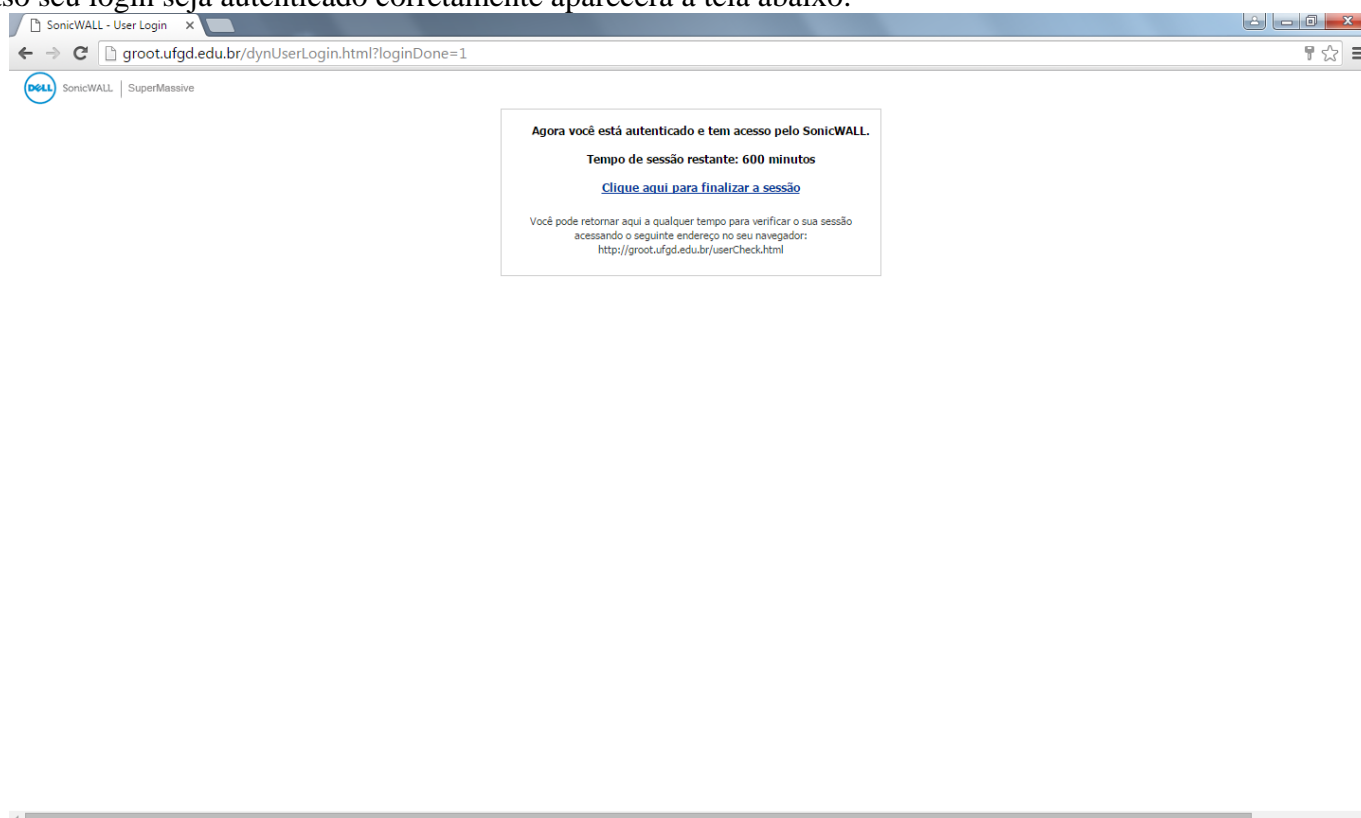 so seu login seja autenticado corretamente aparecerá a tela abaixo:
SonicWALL - User Login
groot.ufgd.edu.br/dynUserLogin.html?loginDone=1
DELL SonicWALL | SuperMassive
Agora você está autenticado e tem acesso pelo SonicWALL.
Tempo de sessão restante: 600 minutos
Clique aqui para finalizar a sessão
Você pode retornar aqui a qualquer tempo para verificar o sua sessão
acessando o seguinte endereço no seu navegador:
http://groot.ufgd.edu.br/userCheck.html